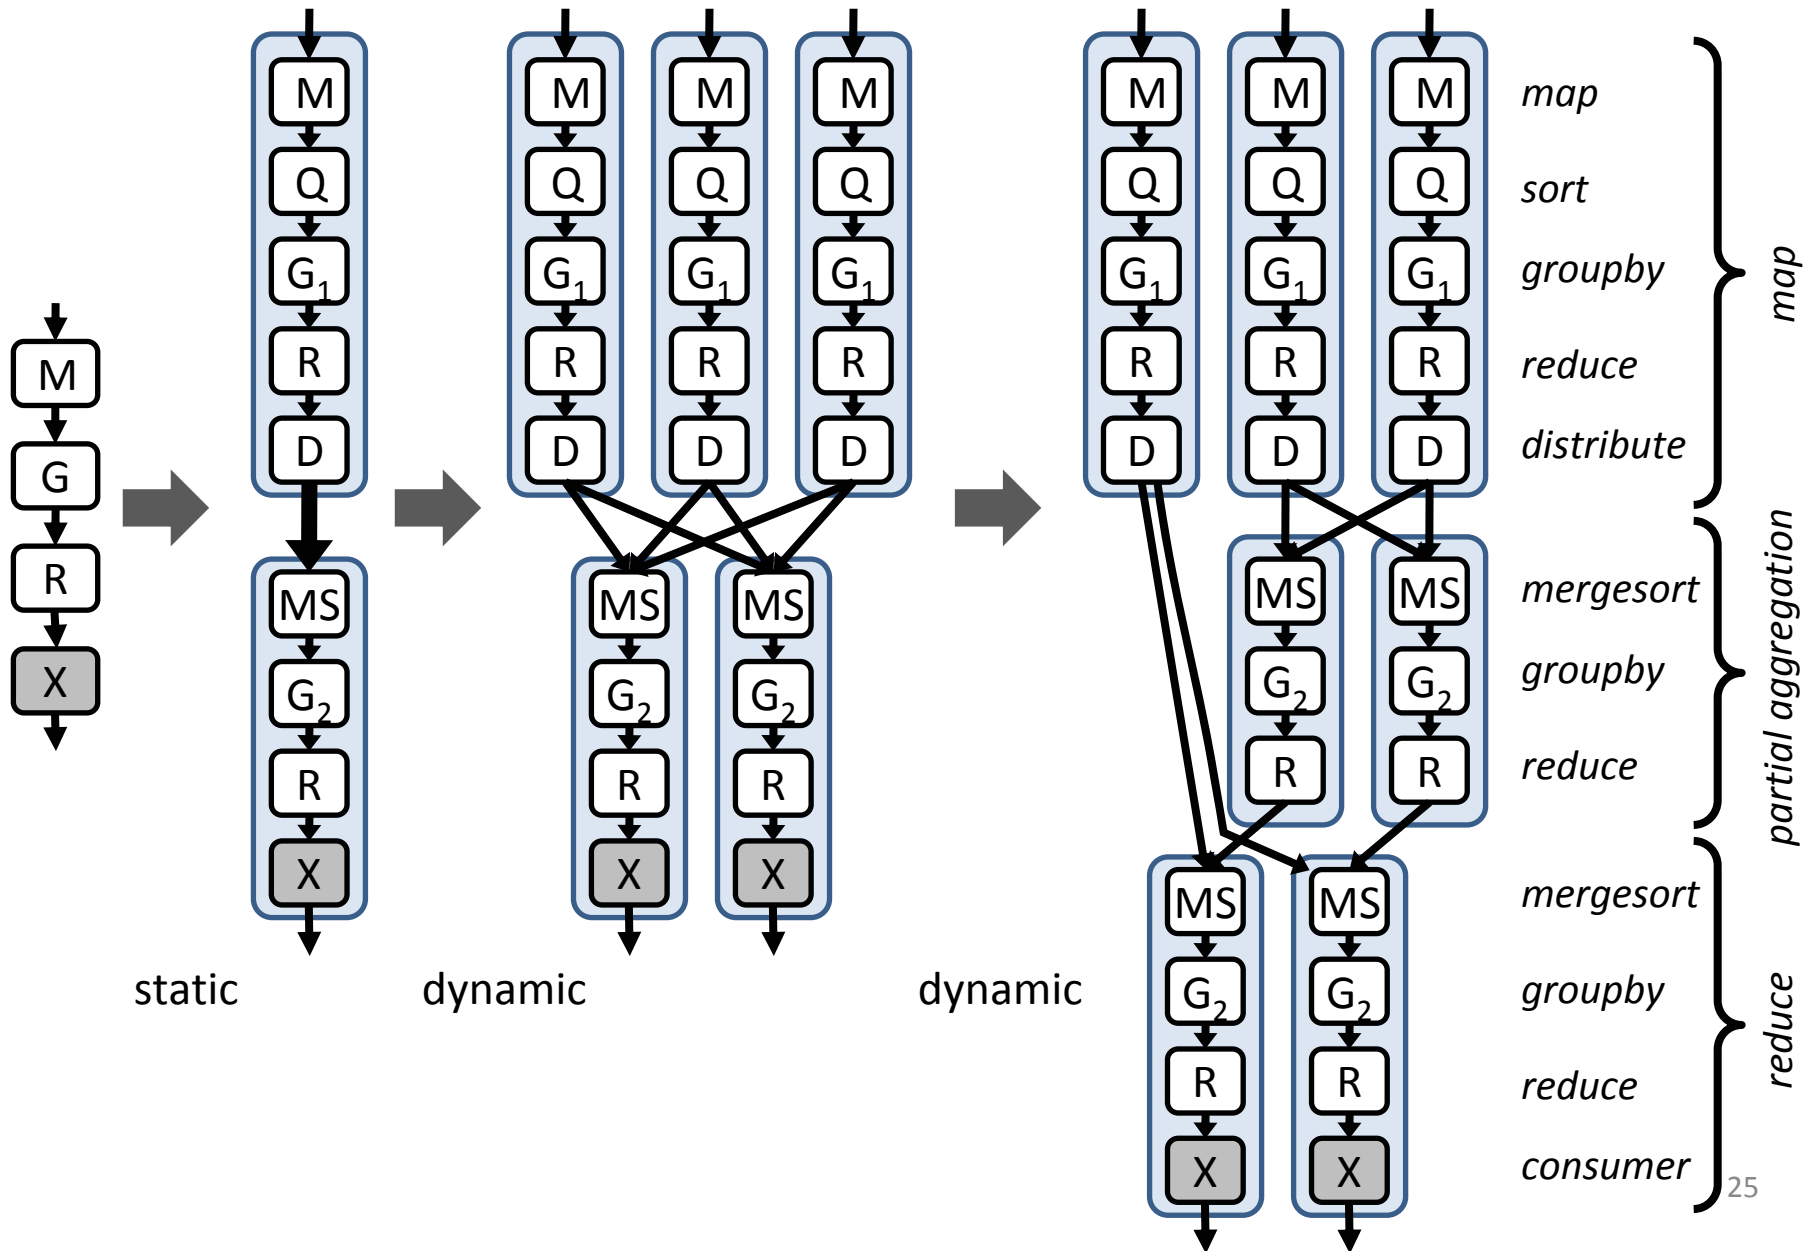 M
G
R
X
M
Q
G₁
R
D
MS
G₂
R
X
M M M
Q Q Q
G₁ G₁ G₁
R R R
D D D
MS MS
G₂ G₂
R R
X X
M M M map
Q Q Q sort
G₁ G₁ G₁ groupby
R R R reduce
D D D distribute
map
MS MS mergesort
G₂ G₂ groupby
R R reduce
partial aggregation
MS MS mergesort
G₂ G₂ groupby
R R reduce
X X consumer
reduce
static
dynamic
dynamic
25